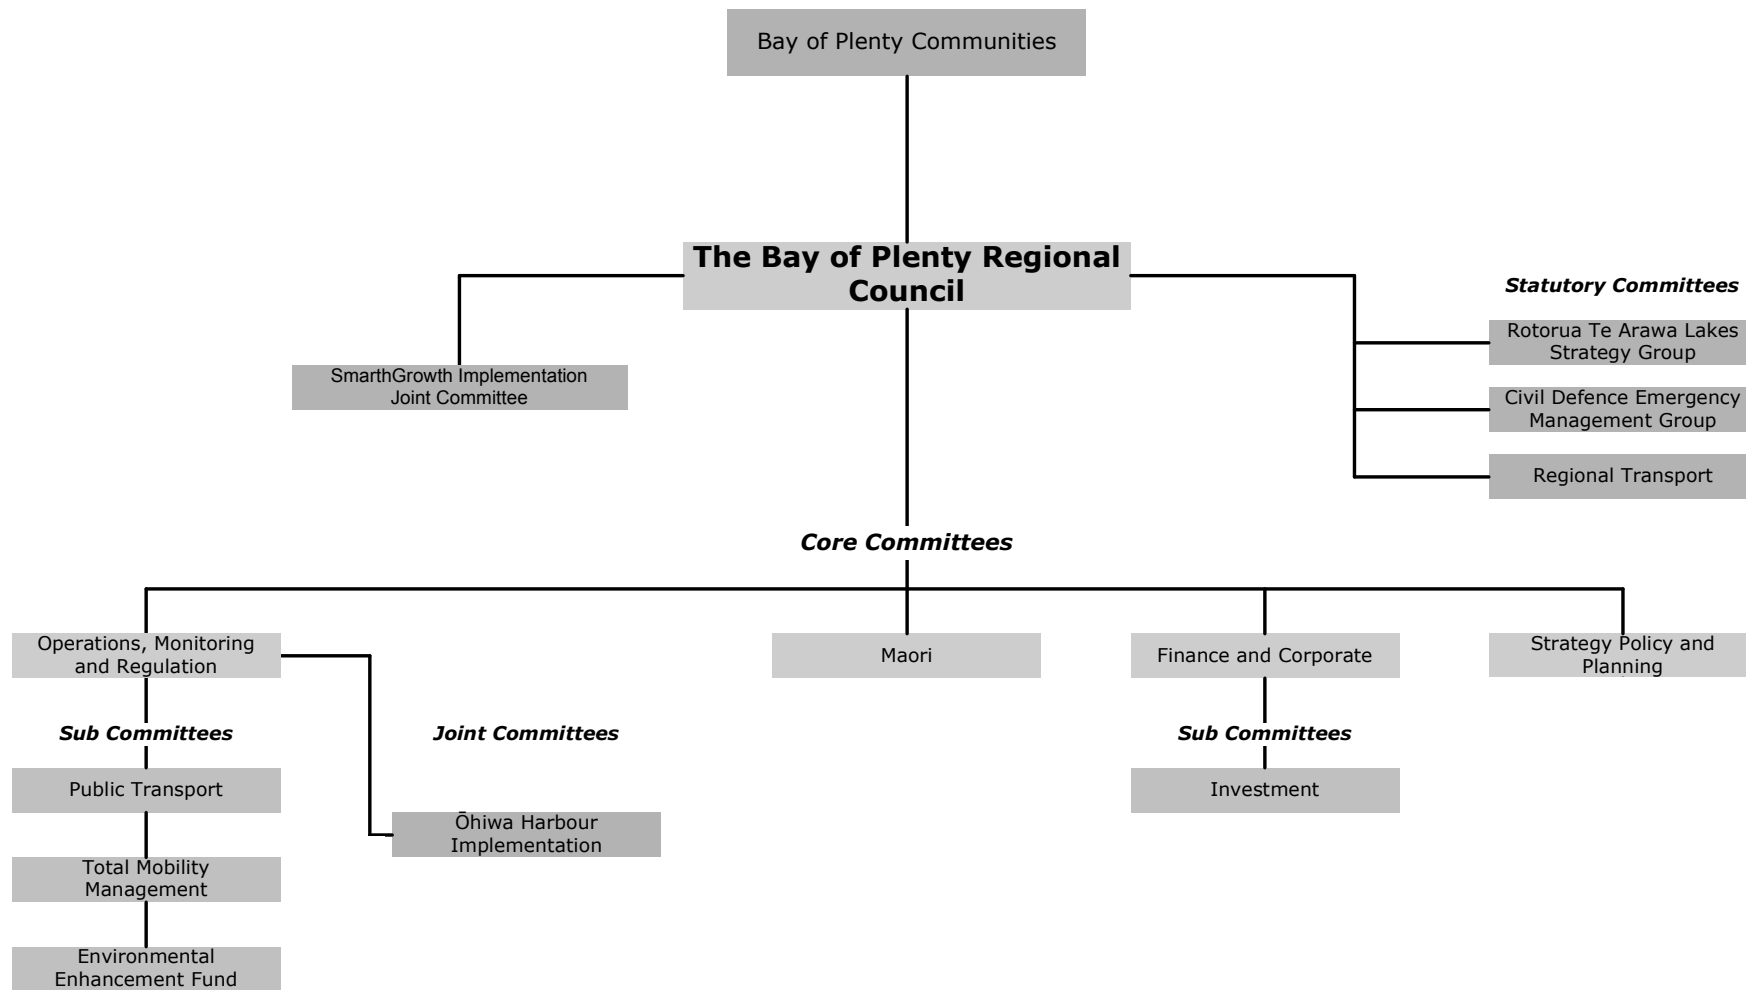 Bay of Plenty Communities
The Bay of Plenty Regional
Council
Statutory Committees
Rotorua Te Arawa Lakes
Strategy Group
SmarthGrowth Implementation
Joint Committee
Civil Defence Emergency
Management Group
Regional Transport
Core Committees
Operations, Monitoring
and Regulation
Maori
Finance and Corporate
Strategy Policy and
Planning
Sub Committees
Joint Committees
Sub Committees
Public Transport
Investment
Ōhiwa Harbour
Implementation
Total Mobility
Management
Environmental
Enhancement Fund